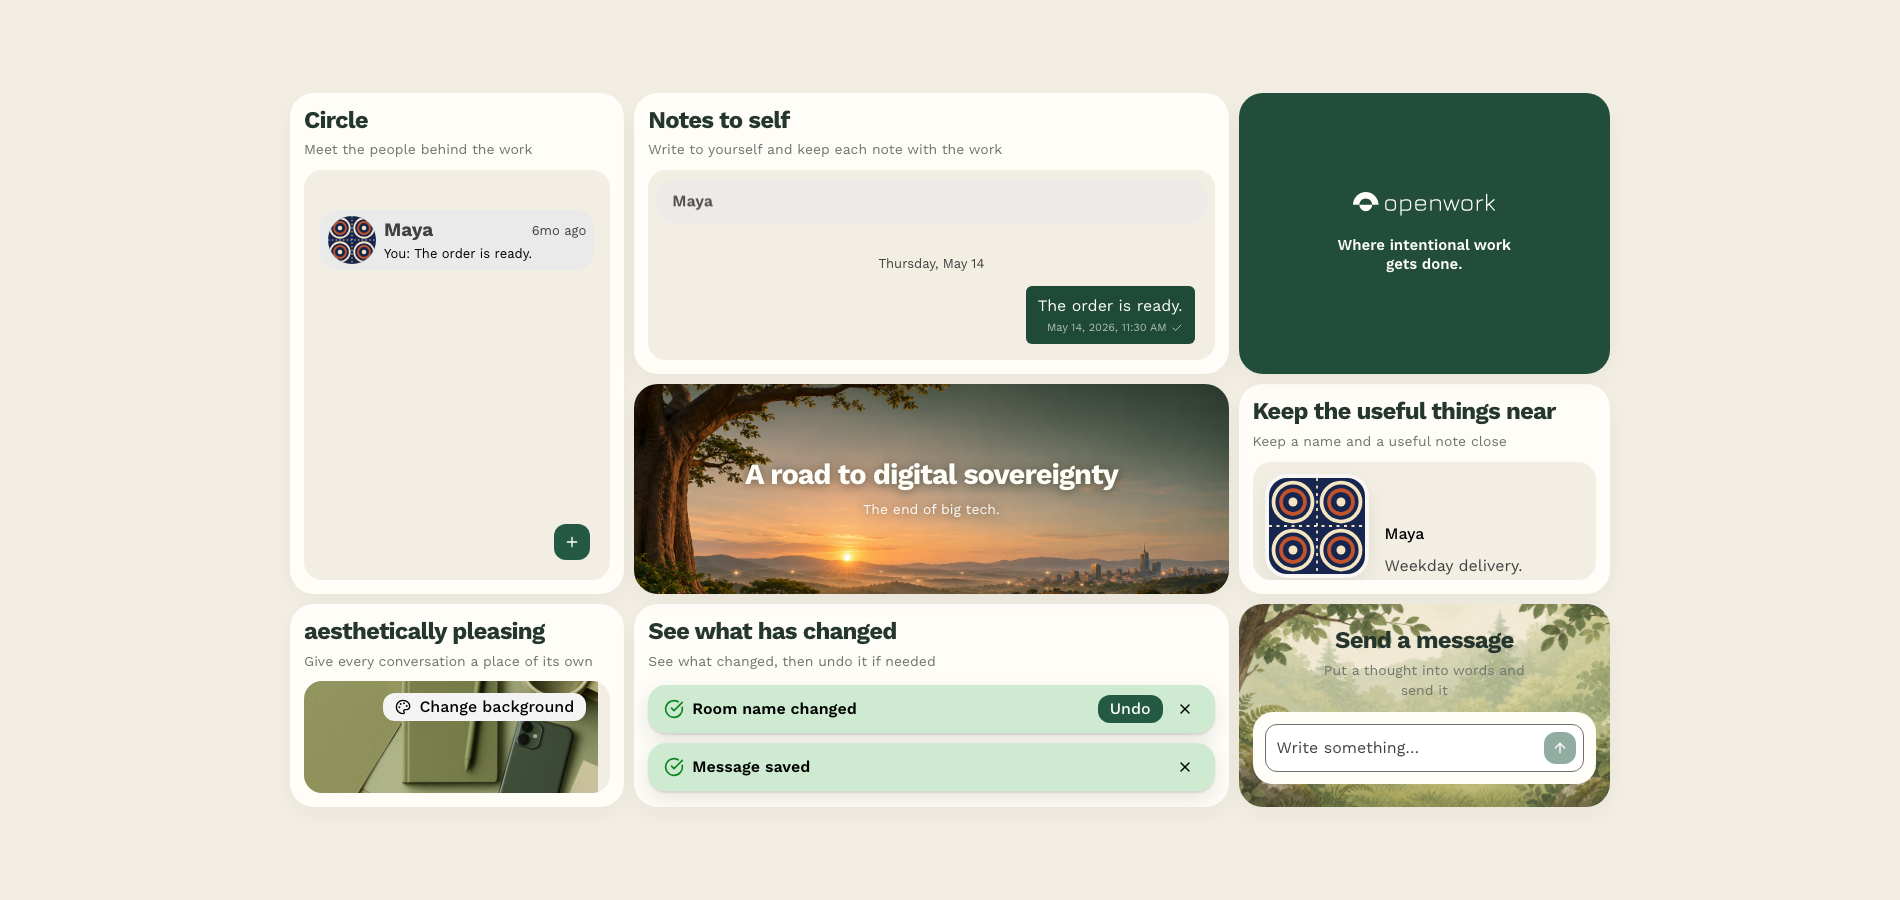 Circle
Meet the people behind the work
Maya
6mo ago
You: The order is ready.
Notes to self
Write to yourself and keep each note with the work
Maya
Thursday, May 14
The order is ready.
May 14, 2026, 11:30 AM
openwork
Where intentional work
gets done.
A road to digital sovereignty
The end of big tech.
Keep the useful things near
Keep a name and a useful note close
Maya
Weekday delivery.
aesthetically pleasing
Give every conversation a place of its own
Change background
See what has changed
See what changed, then undo it if needed
Room name changed
Undo
Message saved
Send a message
Put a thought into words and
send it
Write something...